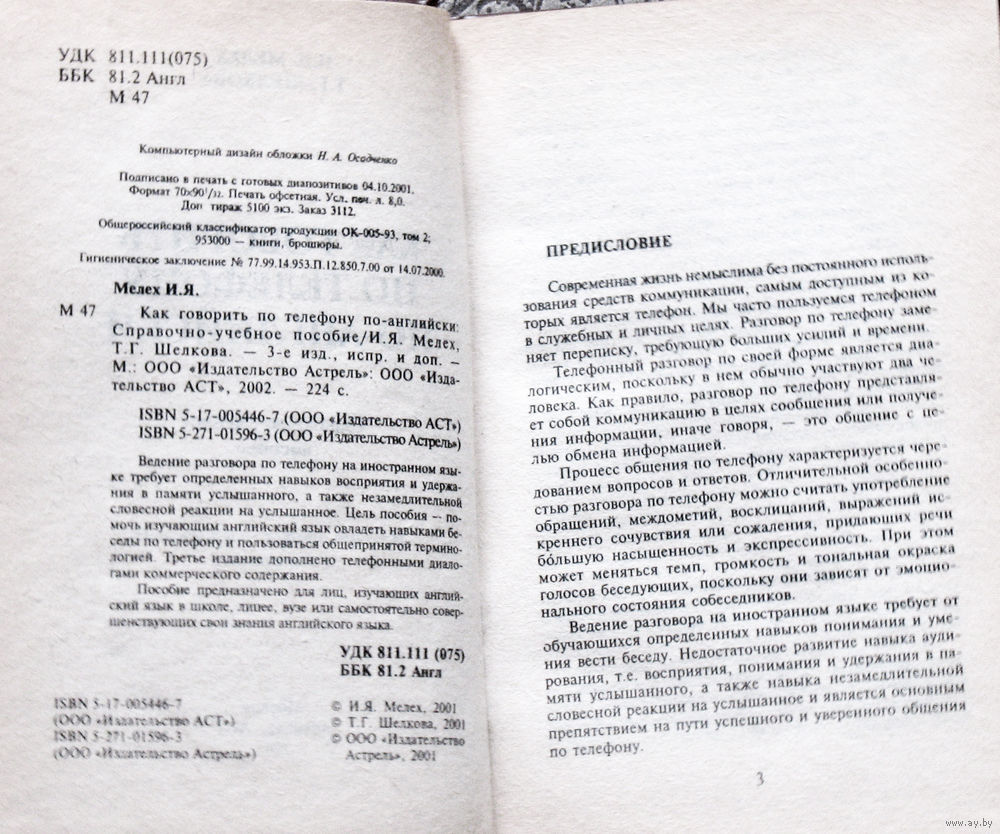 УДК 811.111(075)
ББК 81.2 Англ
М 47
Компьютерный дизайн обложки Н. А. Осадченко
Подписано в печать с готовых диапозитивов 04.10.2001.
Формат 70×90¹/₃₂. Печать офсетная. Усл. печ. л. 8,0.
Доп тираж 5100 экз. Заказ 3112.
Общероссийский классификатор продукции ОК-005-93, том 2;
953000 — книги, брошюры.
Гигиеническое заключение № 77.99.14.953.П.12.850.7.00 от 14.07.2000.
Мелех И.Я.
М 47 Как говорить по телефону по-английски:
Справочно-учебное пособие/И.Я. Мелех,
Т.Г. Шелкова. — 3-е изд., испр. и доп. —
М.: ООО «Издательство Астрель»: ООО «Изда-
тельство АСТ», 2002. — 224 с.
ISBN 5-17-005446-7 (ООО «Издательство АСТ»)
ISBN 5-271-01596-3 (ООО «Издательство Астрель»)
Ведение разговора по телефону на иностранном язы-
ке требует определенных навыков восприятия и удержа-
ния в памяти услышанного, а также незамедлительной
словесной реакции на услышанное. Цель пособия — по-
мочь изучающим английский язык овладеть навыками бе-
седы по телефону и пользоваться общепринятой термино-
логией. Третье издание дополнено телефонными диало-
гами коммерческого содержания.
Пособие предназначено для лиц, изучающих англий-
ский язык в школе, лицее, вузе или самостоятельно совер-
шенствующих свои знания английского языка.
УДК 811.111 (075)
ББК 81.2 Англ
ISBN 5-17-005446-7
(ООО «Издательство АСТ»)
ISBN 5-271-01596-3
(ООО «Издательство Астрель»)
© И.Я. Мелех, 2001
© Т.Г. Шелкова, 2001
© ООО «Издательство
Астрель», 2001
ПРЕДИСЛОВИЕ
Современная жизнь немыслима без постоянного исполь-
зования средств коммуникации, самым доступным из ко-
торых является телефон. Мы часто пользуемся телефоном
в служебных и личных целях. Разговор по телефону заме-
няет переписку, требующую больших усилий и времени.
Телефонный разговор по своей форме является диа-
логическим, поскольку в нем обычно участвуют два че-
ловека. Как правило, разговор по телефону представля-
ет собой коммуникацию в целях сообщения или получе-
ния информации, иначе говоря, — это общение с це-
лью обмена информацией.
Процесс общения по телефону характеризуется чере-
дованием вопросов и ответов. Отличительной особенно-
стью разговора по телефону можно считать употребление
обращений, междометий, восклицаний, выражений ис-
креннего сочувствия или сожаления, придающих речи
бо́льшую насыщенность и экспрессивность. При этом
может меняться темп, громкость и тональная окраска
голосов беседующих, поскольку они зависят от эмоцио-
нального состояния собеседников.
Ведение разговора на иностранном языке требует от
обучающихся определенных навыков понимания и уме-
ния вести беседу. Недостаточное развитие навыка ауди-
рования, т.е. восприятия, понимания и удержания в па-
мяти услышанного, а также навыка незамедлительной
словесной реакции на услышанное и является основным
препятствием на пути успешного и уверенного общения
по телефону.
3
www.ay.by